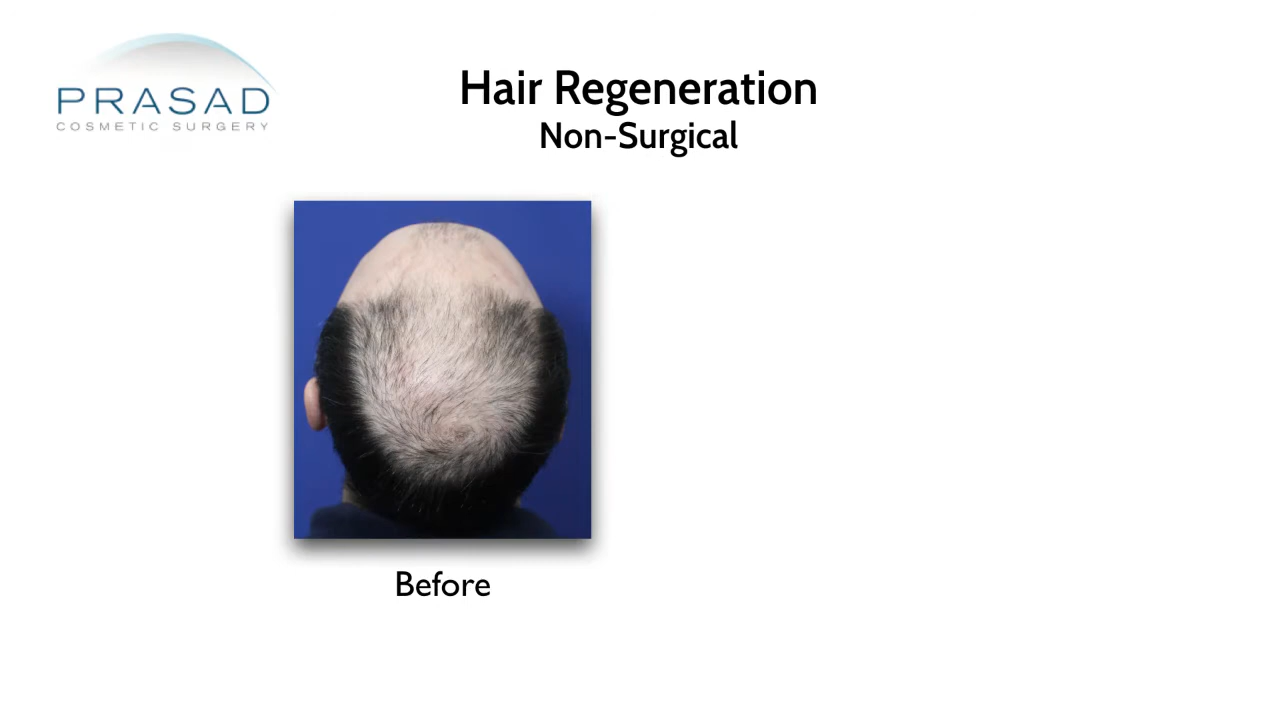 PRASAD
COSMETIC SURGERY
Hair Regeneration
Non-Surgical
Before